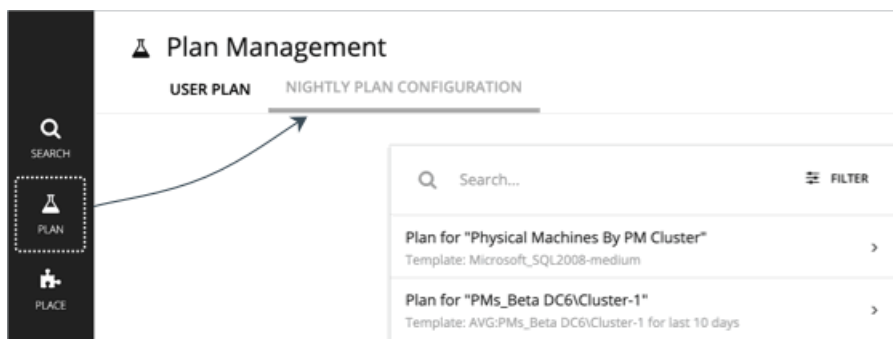 Plan Management
USER PLAN NIGHTLY PLAN CONFIGURATION
SEARCH
PLAN
PLACE
Search...
FILTER
Plan for "Physical Machines By PM Cluster"
Template: Microsoft_SQL2008-medium
Plan for "PMs_Beta DC6\Cluster-1"
Template: AVG:PMs_Beta DC6\Cluster-1 for last 10 days